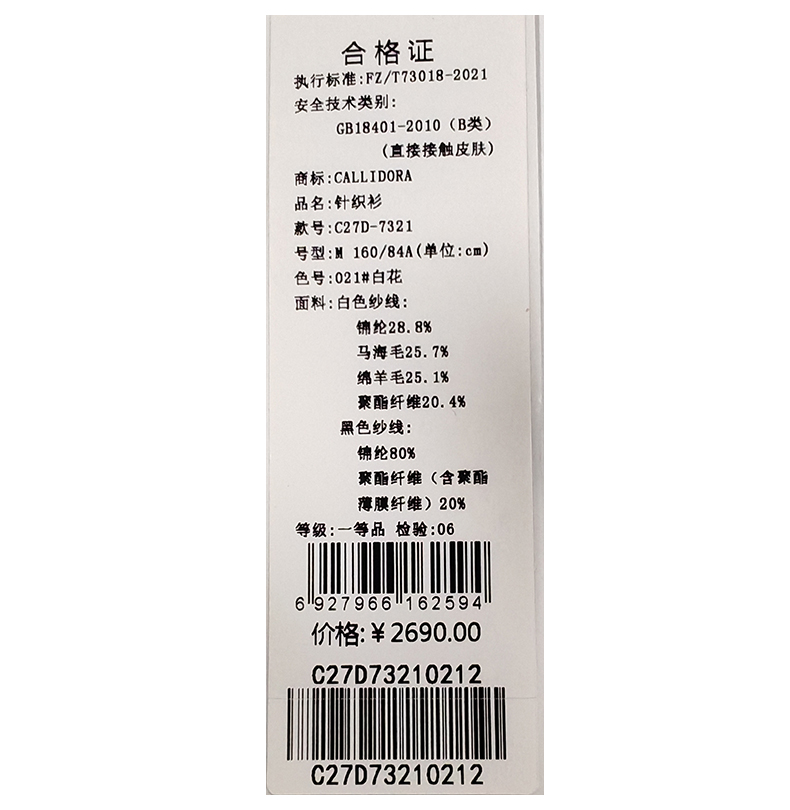 合格证
执行标准:FZ/T73018-2021
安全技术类别:
GB18401-2010（B类）
(直接接触皮肤)
商标:CALLIDORA
品名:针织衫
款号:C27D-7321
号型:M 160/84A(单位:cm)
色号:021#白花
面料:白色纱线:
锦纶28.8%
马海毛25.7%
绵羊毛25.1%
聚酯纤维20.4%
黑色纱线:
锦纶80%
聚酯纤维（含聚酯
薄膜纤维）20%
等级:一等品 检验:06
6 927966 162594
价格:￥2690.00
C27D73210212
C27D73210212